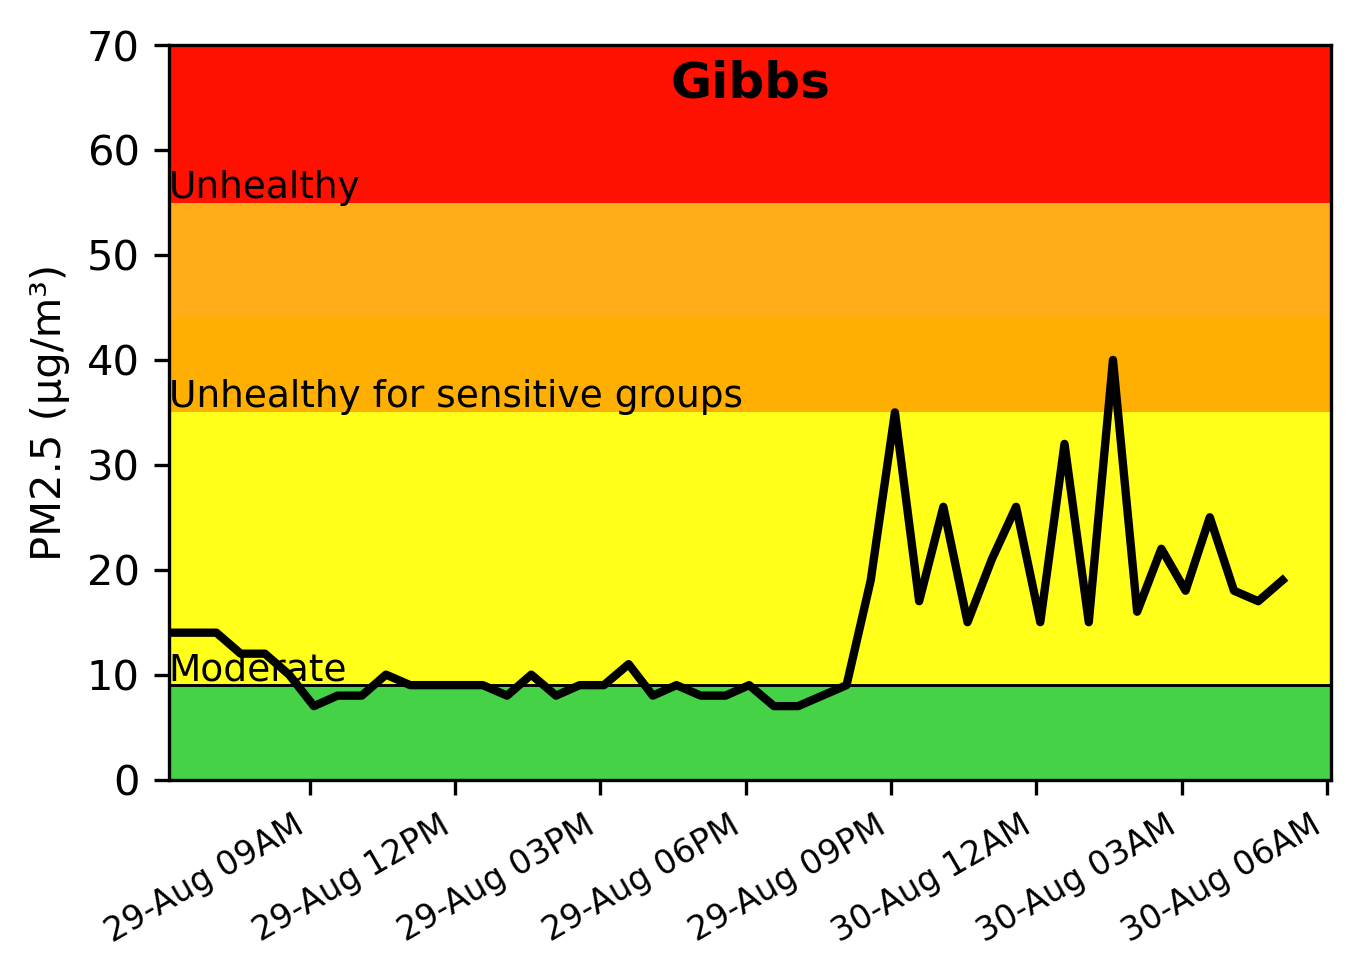 Gibbs
70
60
50
40
30
20
10
0
PM2.5 (µg/m³)
Unhealthy
Unhealthy for sensitive groups
Moderate
29-Aug 09AM
29-Aug 12PM
29-Aug 03PM
29-Aug 06PM
29-Aug 09PM
30-Aug 12AM
30-Aug 03AM
30-Aug 06AM